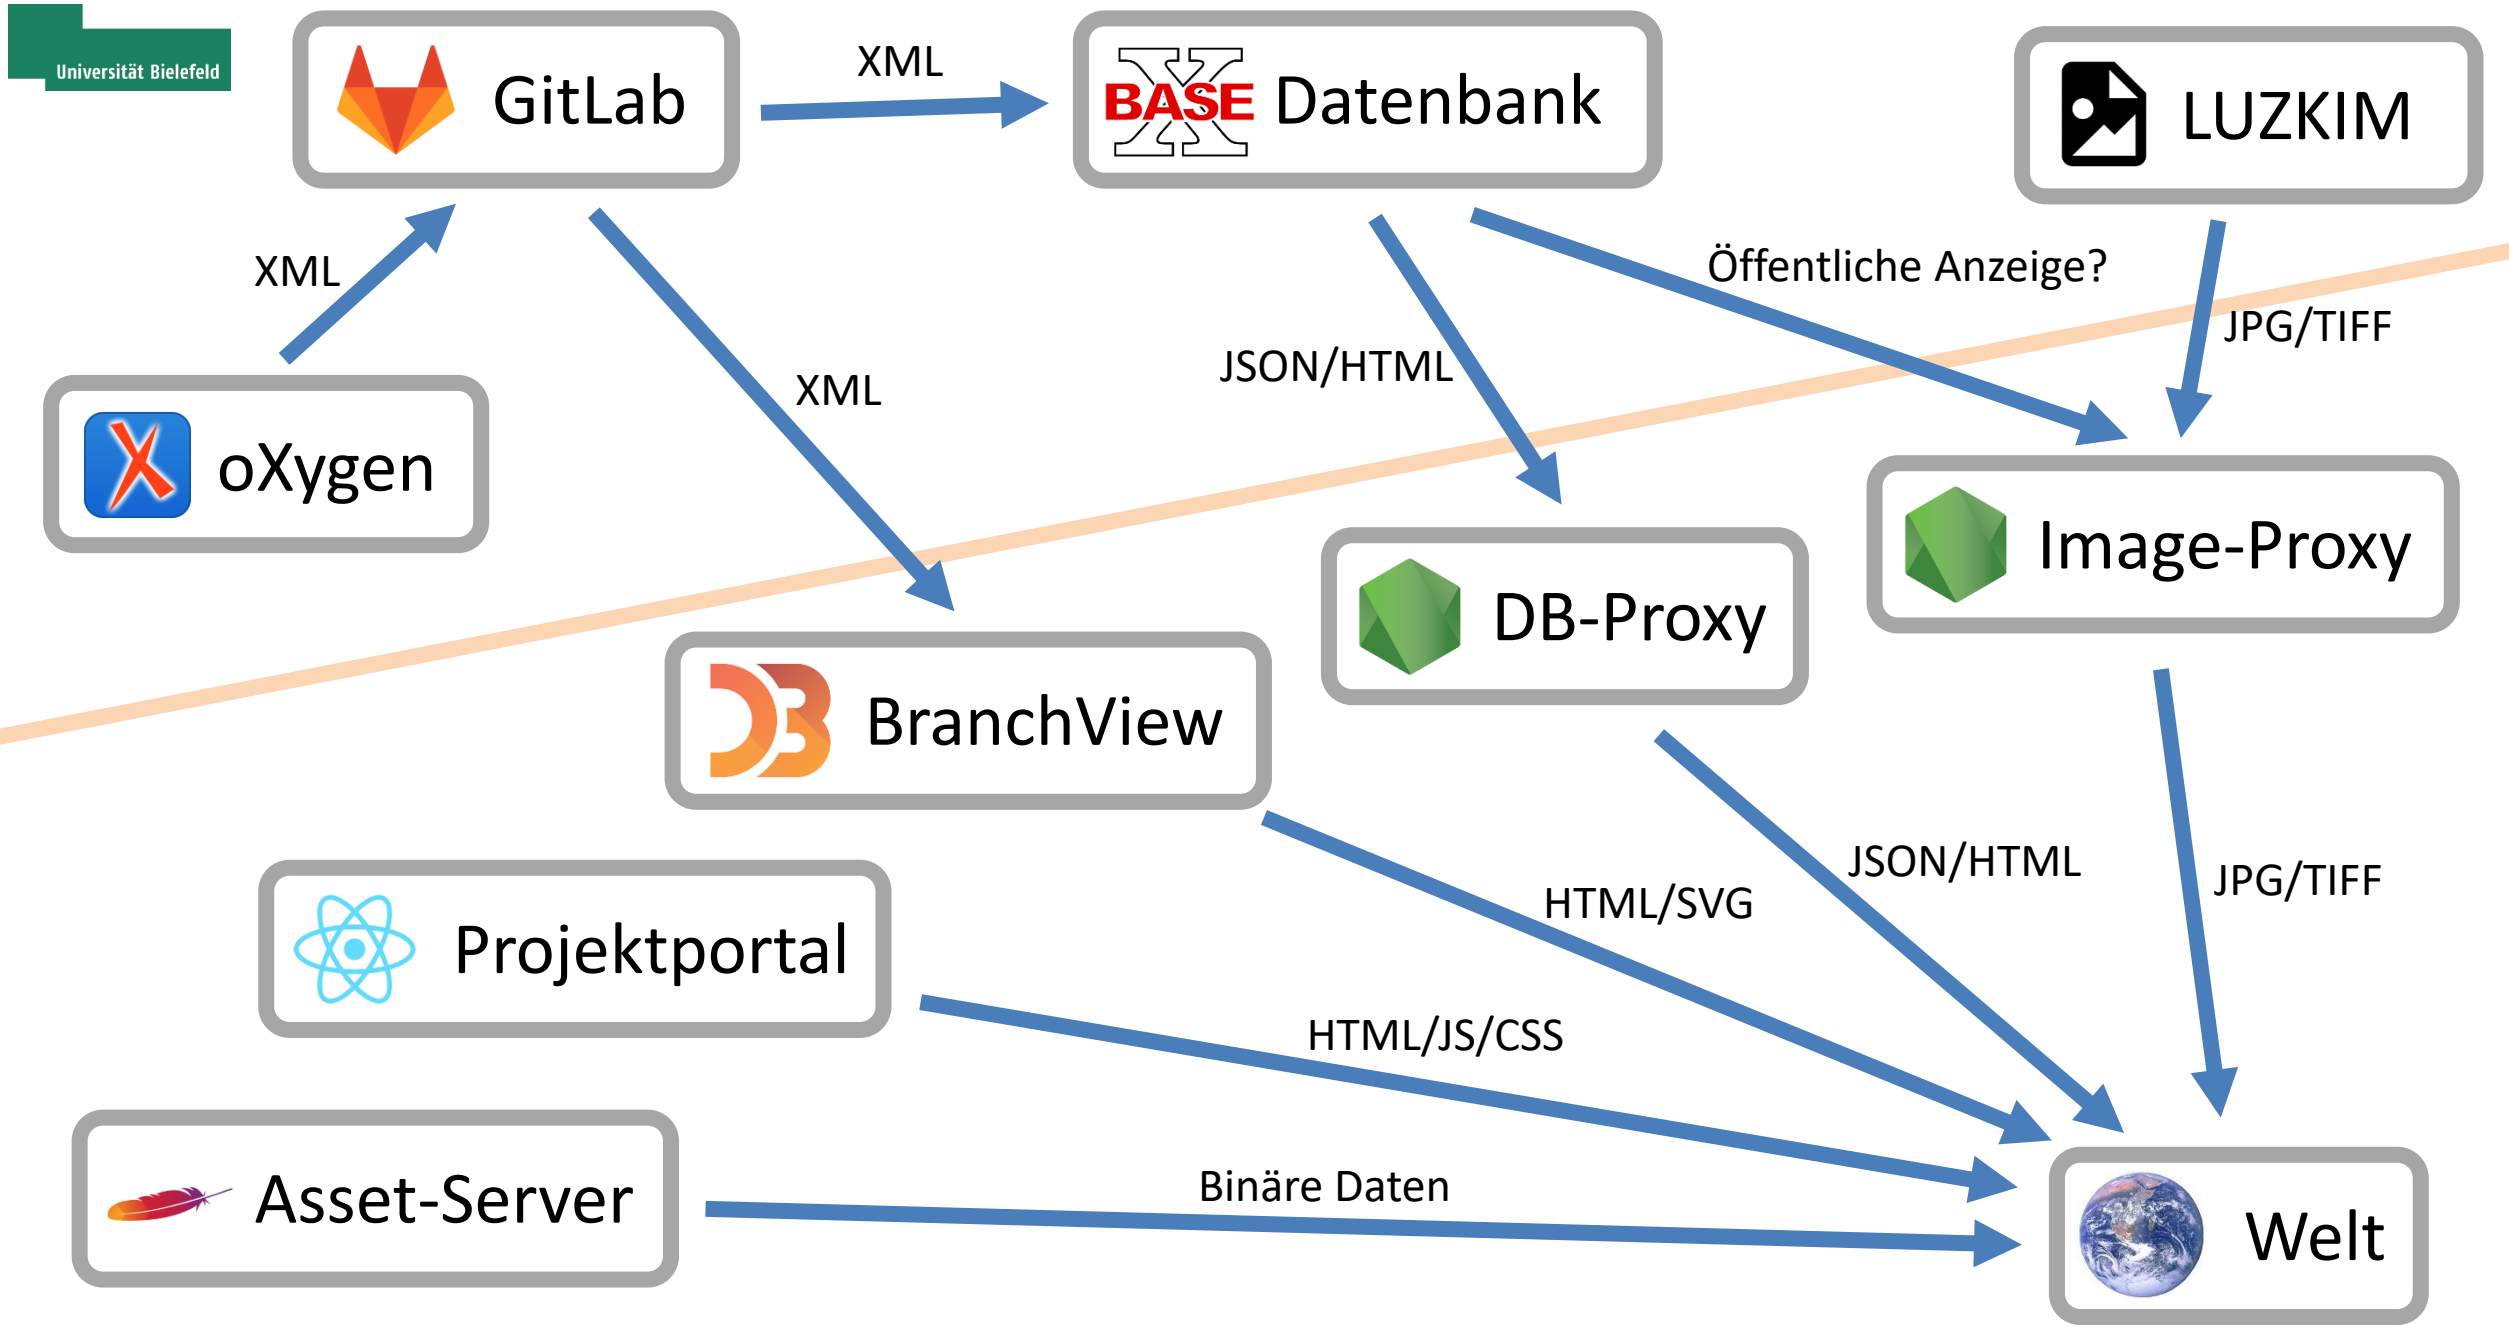 Universität Bielefeld
GitLab
XML
BASE
X
Datenbank
LUZKIM
XML
Öffentliche Anzeige?
JPG/TIFF
JSON/HTML
XML
oXygen
Image-Proxy
DB-Proxy
BranchView
JSON/HTML
JPG/TIFF
HTML/SVG
Projektportal
HTML/JS/CSS
Binäre Daten
Asset-Server
Welt